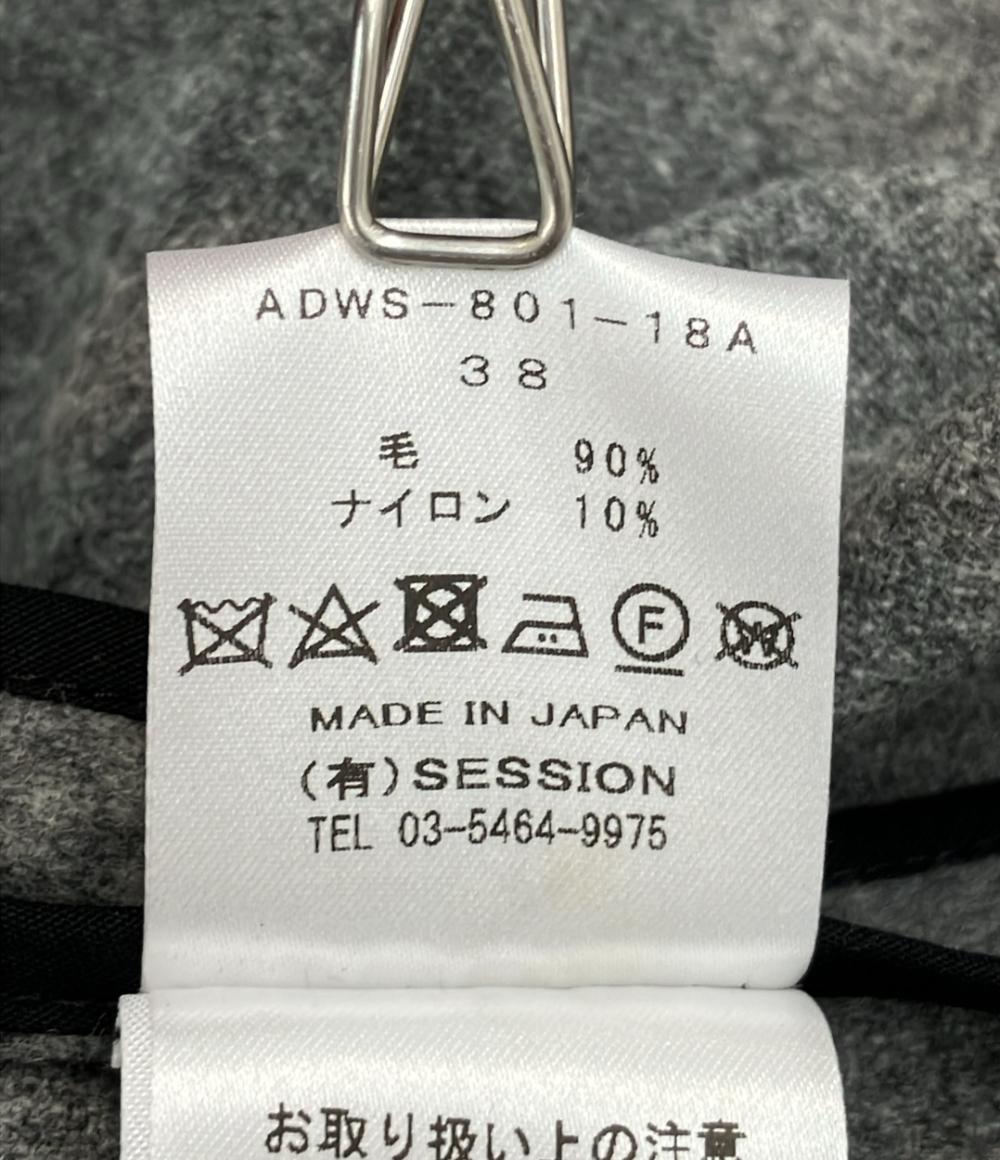 ADWS-801-18A
38
毛 90%
ナイロン 10%
F W
MADE IN JAPAN
(有)SESSION
TEL 03-5464-9975
お取り扱い上の注意